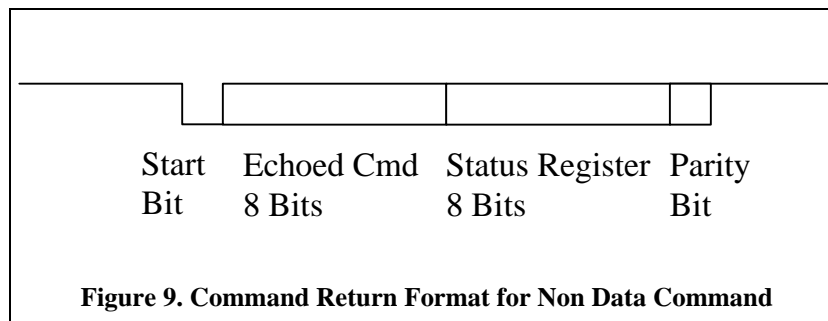 Start Echoed Cmd Status Register Parity
Bit 8 Bits 8 Bits Bit
Figure 9. Command Return Format for Non Data Command